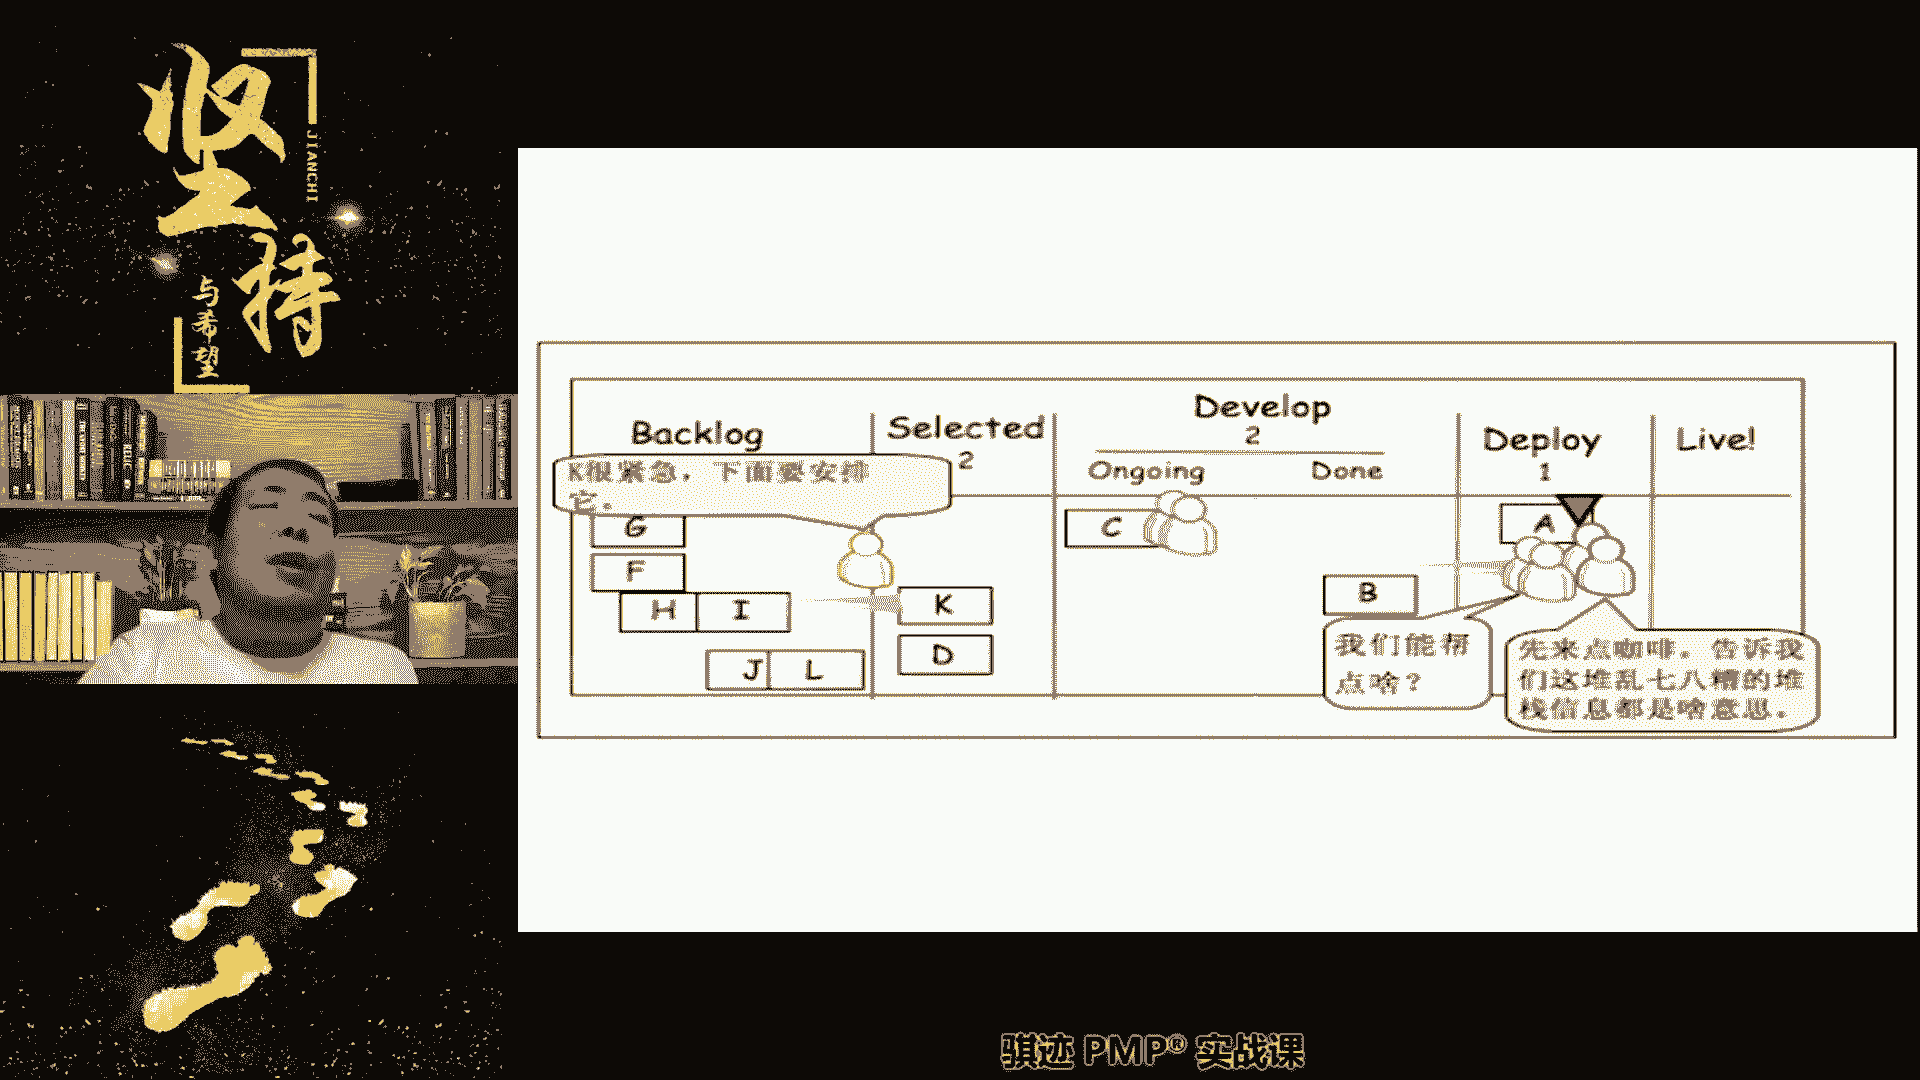 坚持
JIANCHI
与希望
Backlog
Selected
2
Develop
2
Ongoing
Done
Deploy
1
Live!
K很紧急，下面要安排
它。
G
F
H
I
J
L
K
D
C
B
A
我们能帮
点啥？
先来点咖啡。告诉我
们这堆乱七八糟的堆
栈信息都是啥意思。
骐迹 PMP® 实战课